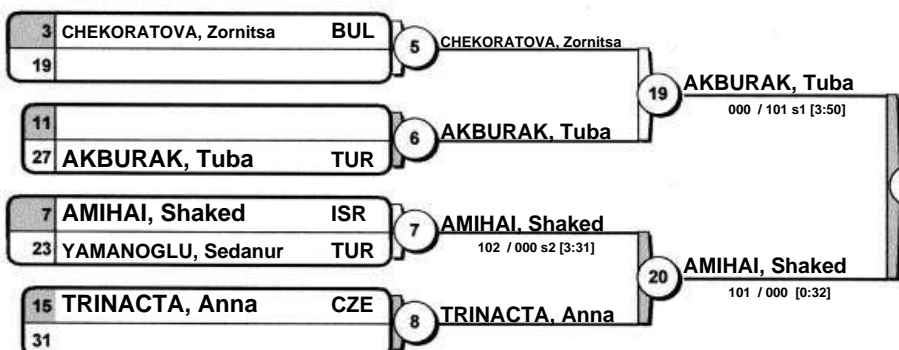 3 CHEKORATOVA, Zornitsa BUL
19
5
CHEKORATOVA, Zornitsa
11
27 AKBURAK, Tuba TUR
6
AKBURAK, Tuba
19
AKBURAK, Tuba
000 / 101 s1 [3:50]
7 AMIHAI, Shaked ISR
23 YAMANOGLU, Sedanur TUR
7
AMIHAI, Shaked
102 / 000 s2 [3:31]
15 TRINACTA, Anna CZE
31
8
TRINACTA, Anna
20
AMIHAI, Shaked
101 / 000 [0:32]